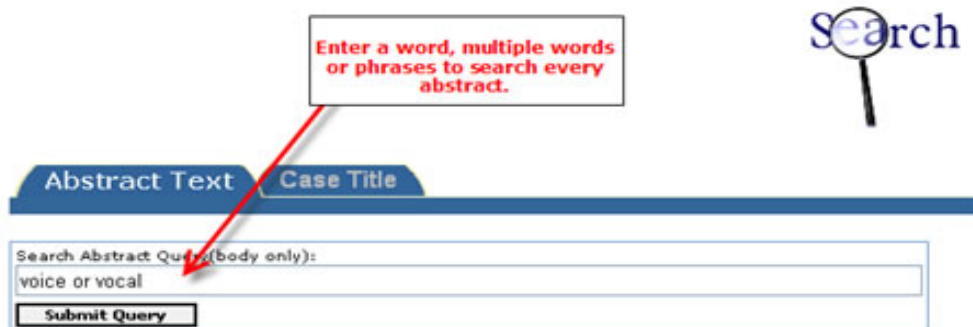 Search
Enter a word, multiple words
or phrases to search every
abstract.
Abstract Text
Case Title
Search Abstract Query(body only):
voice or vocal
Submit Query